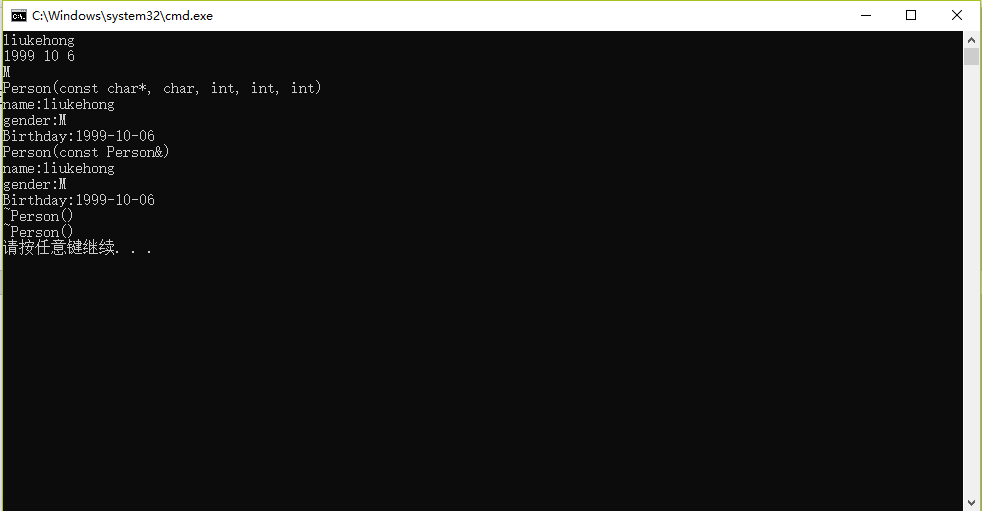 C:\Windows\system32\cmd.exe
liukehong
1999 10 6
M
Person(const char*, char, int, int, int)
name:liukehong
gender:M
Birthday:1999-10-06
Person(const Person&)
name:liukehong
gender:M
Birthday:1999-10-06
~Person()
~Person()
请按任意键继续. . .